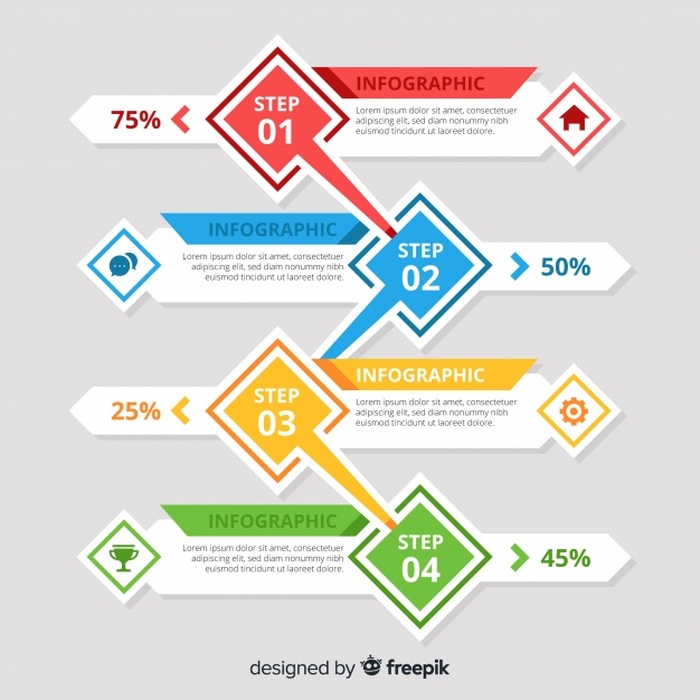 STEP
01
75%
INFOGRAPHIC
Lorem ipsum dolor sit amet, consectetuer
adipiscing elit, sed diam nonummy nibh
euismod tincidunt ut laoreet dolore.
INFOGRAPHIC
Lorem ipsum dolor sit amet, consectetuer
adipiscing elit, sed diam nonummy nibh
euismod tincidunt ut laoreet dolore.
STEP
02
50%
STEP
03
25%
INFOGRAPHIC
Lorem ipsum dolor sit amet, consectetuer
adipiscing elit, sed diam nonummy nibh
euismod tincidunt ut laoreet dolore.
INFOGRAPHIC
Lorem ipsum dolor sit amet, consectetuer
adipiscing elit, sed diam nonummy nibh
euismod tincidunt ut laoreet dolore.
STEP
04
45%
designed by freepik